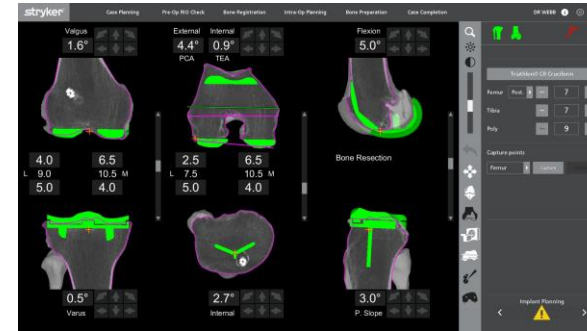 stryker
Case Planning Pre-Op RIO Check Bone Registration Intra-Op Planning Bone Preparation Case Completion DR WEBB
Valgus External Internal Flexion
1.6° 4.4° 0.9° 5.0°
PCA TEA
Triathlon® CR Cruciform
Femur Post. 7
Tibia 7
Poly 9
Capture points
Femur Capture
Bone Resection
4.0 6.5 2.5 6.5
L 9.0 10.5 M L 7.5 10.5 M
5.0 4.0 5.0 4.0
0.5° 2.7° 3.0°
Varus Internal P. Slope
Implant Planning